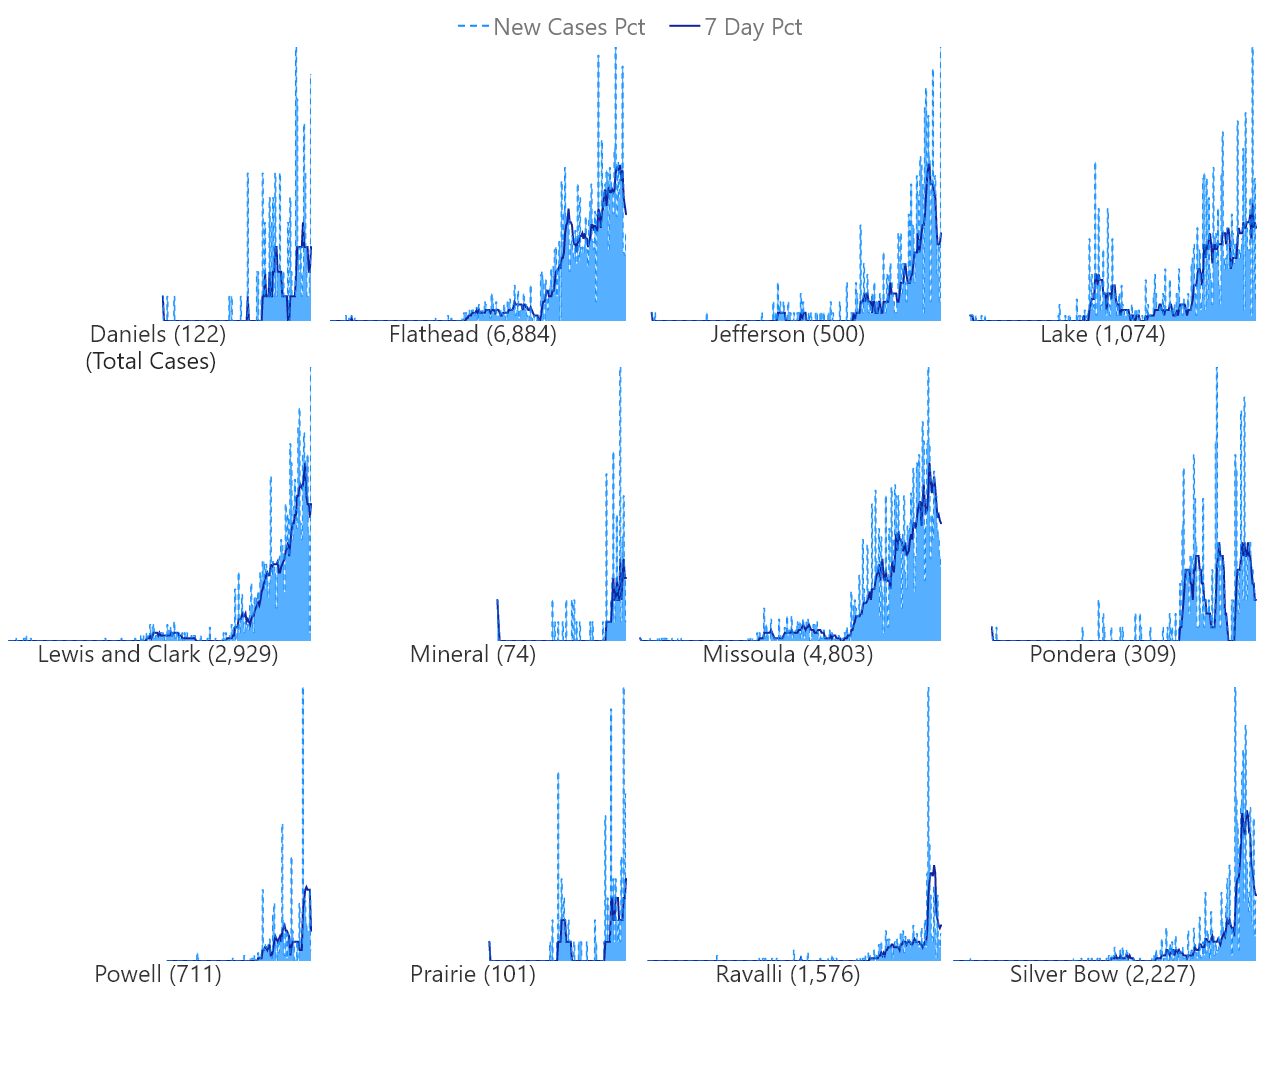 New Cases Pct 7 Day Pct
Daniels (122) Flathead (6,884) Jefferson (500) Lake (1,074)
(Total Cases)
Lewis and Clark (2,929) Mineral (74) Missoula (4,803) Pondera (309)
Powell (711) Prairie (101) Ravalli (1,576) Silver Bow (2,227)